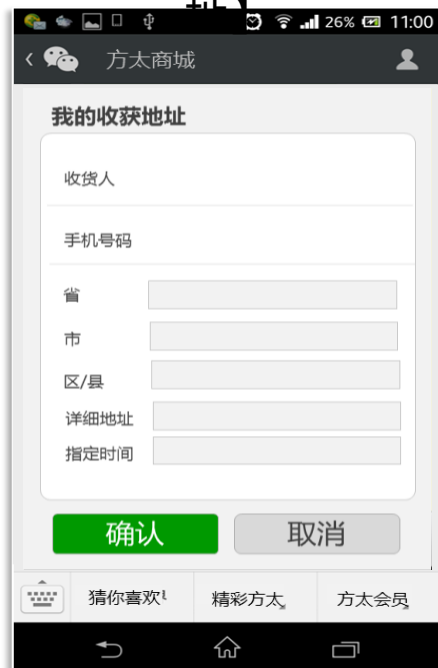 26% 11:00
方太商城
我的收获地址
收货人
手机号码
省
市
区/县
详细地址
指定时间
确认 取消
猜你喜欢 精彩方太 方太会员